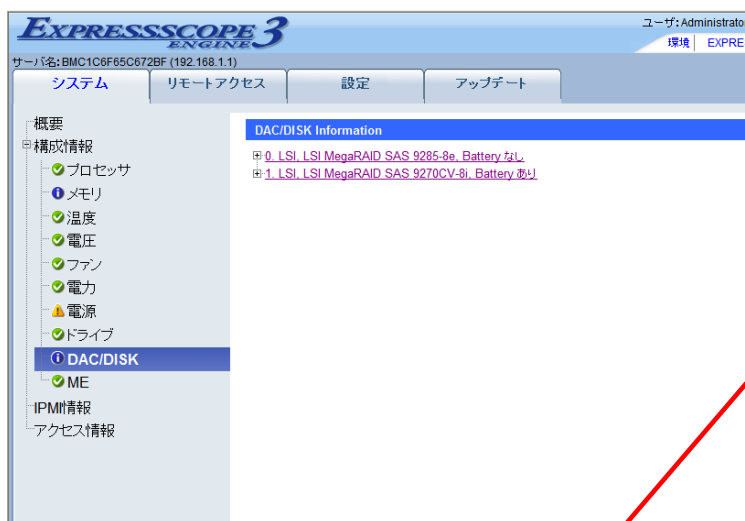 EXPRESSSCOPE 3
ENGINE
ユーザ:Administrator
環境 EXPRE
サーバ名:BMC1C6F65C672BF (192.168.1.1)
システム リモートアクセス 設定 アップデート
概要
構成情報
プロセッサ
メモリ
温度
電圧
ファン
電力
電源
ドライブ
DAC/DISK
ME
IPMI情報
アクセス情報
DAC/DISK Information
0. LSI, LSI MegaRAID SAS 9285-8e, Battery なし
1. LSI, LSI MegaRAID SAS 9270CV-8i, Battery あり